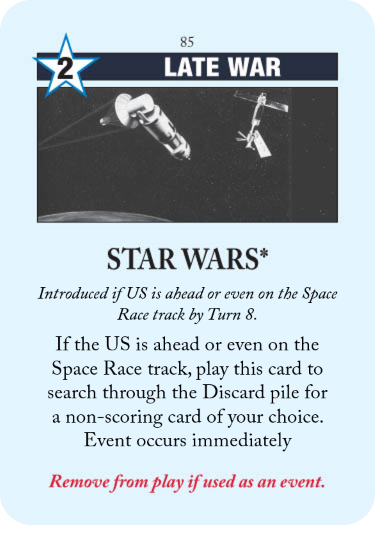 85
2
LATE WAR
STAR WARS*
Introduced if US is ahead or even on the Space
Race track by Turn 8.
If the US is ahead or even on the
Space Race track, play this card to
search through the Discard pile for
a non-scoring card of your choice.
Event occurs immediately
Remove from play if used as an event.